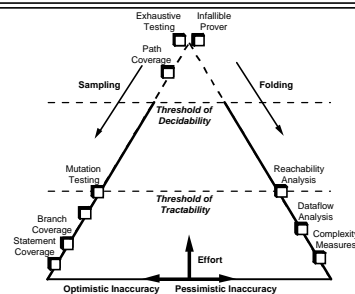 Exhaustive Infallible
Testing Prover
Path
Coverage
Sampling
Folding
Threshold of
Decidability
Mutation
Testing
Reachability
Analysis
Threshold of
Tractability
Branch
Coverage
Dataflow
Analysis
Statement
Coverage
Complexity
Measures
Effort
Optimistic Inaccuracy Pessimistic Inaccuracy